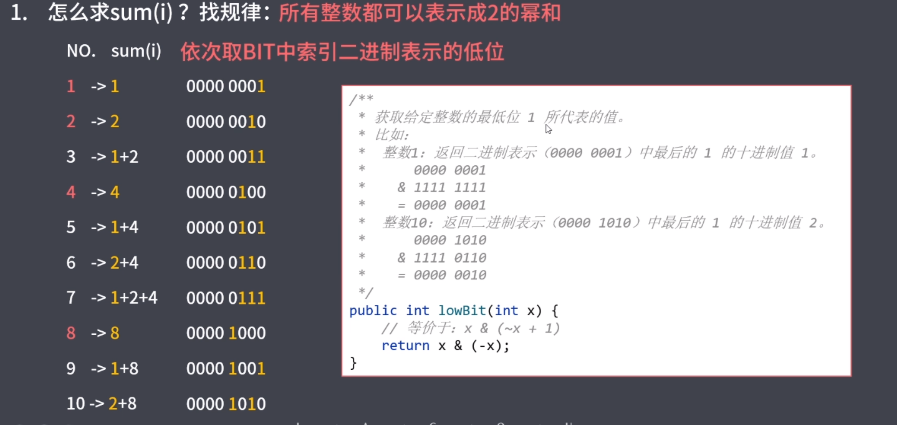 1. 怎么求sum(i)？找规律：所有整数都可以表示成2的幂和
NO. sum(i) 依次取BIT中索引二进制表示的低位
1 -> 1 0000 0001
2 -> 2 0000 0010
3 -> 1+2 0000 0011
4 -> 4 0000 0100
5 -> 1+4 0000 0101
6 -> 2+4 0000 0110
7 -> 1+2+4 0000 0111
8 -> 8 0000 1000
9 -> 1+8 0000 1001
10 -> 2+8 0000 1010
/**
* 获取给定整数的最低位 1 所代表的值。
* 比如：
* 整数1：返回二进制表示（0000 0001）中最后的 1 的十进制值 1。
* 0000 0001
* & 1111 1111
* = 0000 0001
* 整数10：返回二进制表示（0000 1010）中最后的 1 的十进制值 2。
* 0000 1010
* & 1111 0110
* = 0000 0010
*/
public int lowBit(int x) {
// 等价于：x & (~x + 1)
return x & (-x);
}